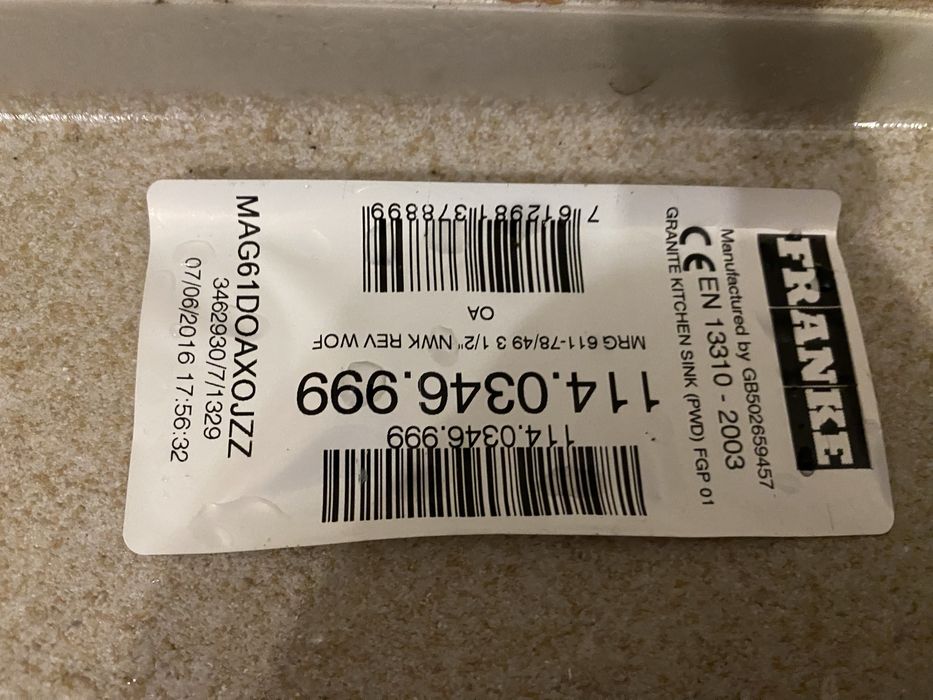 FRANKE
Manufactured by GB502659457
CE EN 13310 - 2003
GRANITE KITCHEN SINK (PWD) FGP 01
114.0346.999
114.0346.999
MRG 611-78/49 3 1/2" NWK REV WOF
OA
7 612981 378899
MAG61DOAXOJZZ
3462930/7/1329
07/06/2016 17:56:32